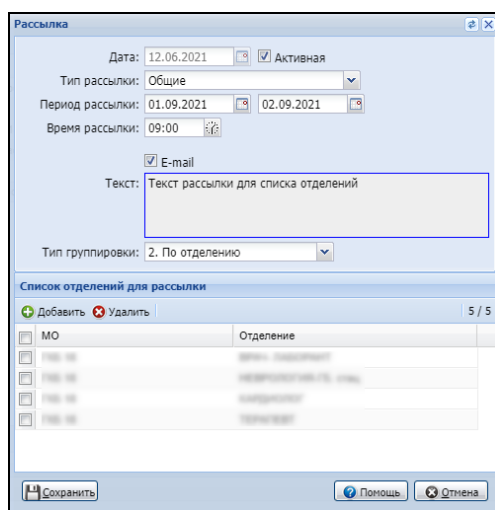 Рассылка
Дата: 12.06.2021 Активная
Тип рассылки: Общие
Период рассылки: 01.09.2021 02.09.2021
Время рассылки: 09:00
E-mail
Текст: Текст рассылки для списка отделений
Тип группировки: 2. По отделению
Список отделений для рассылки
Добавить Удалить 5 / 5
МО Отделение
Сохранить Помощь Отмена